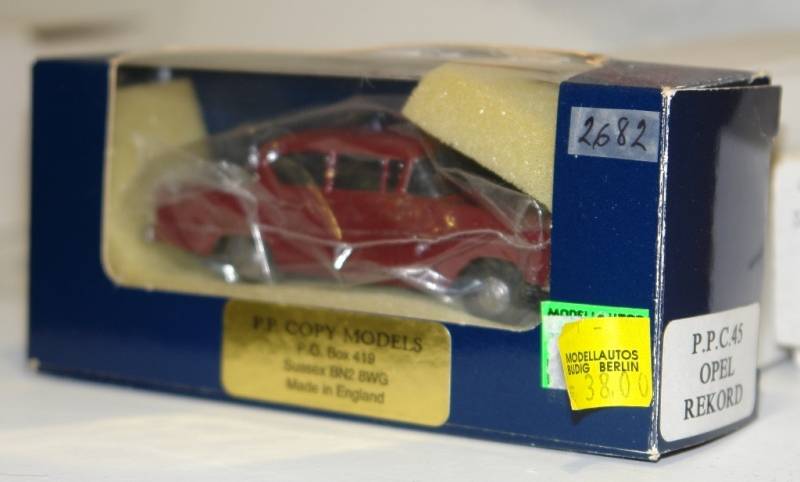 2682
P.P. COPY MODELS
P.O. Box 419
Sussex BN2 8WG
Made in England
MODELLAUTOS
BUDIG BERLIN
38.00
P.P.C.45
OPEL
REKORD